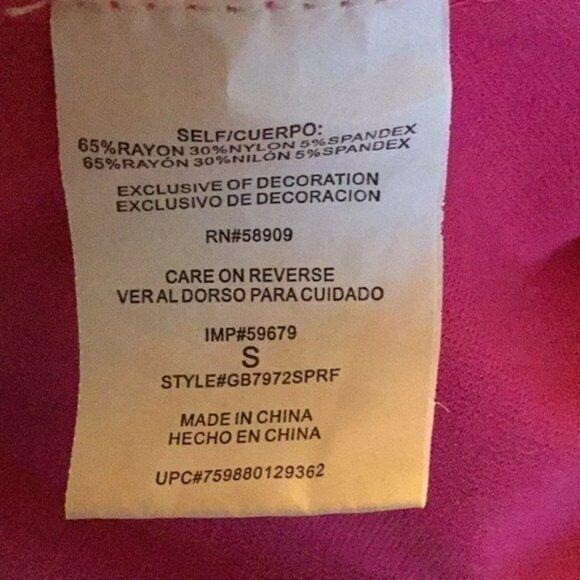 SELF/CUERPO:
65%RAYON 30%NYLON 5%SPANDEX
65%RAYÓN 30%NILÓN 5%SPANDEX
EXCLUSIVE OF DECORATION
EXCLUSIVO DE DECORACION
RN#58909
CARE ON REVERSE
VER AL DORSO PARA CUIDADO
IMP#59679
S
STYLE#GB7972SPRF
MADE IN CHINA
HECHO EN CHINA
UPC#759880129362